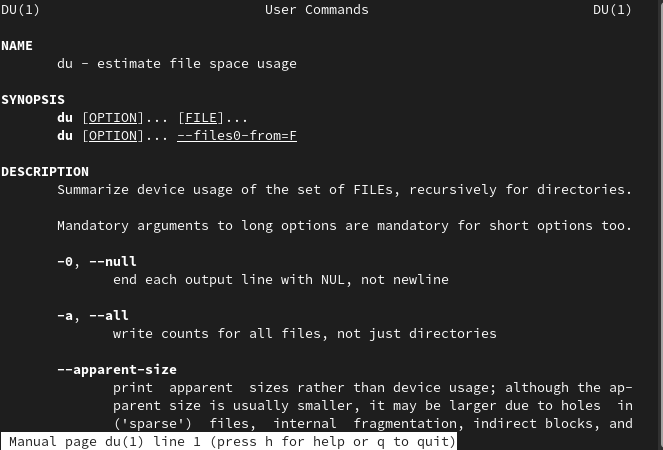 DU(1) User Commands DU(1)
NAME
du - estimate file space usage
SYNOPSIS
du [OPTION]... [FILE]...
du [OPTION]... --files0-from=F
DESCRIPTION
Summarize device usage of the set of FILEs, recursively for directories.
Mandatory arguments to long options are mandatory for short options too.
-0, --null
end each output line with NUL, not newline
-a, --all
write counts for all files, not just directories
--apparent-size
print apparent sizes rather than device usage; although the ap-
parent size is usually smaller, it may be larger due to holes in
('sparse') files, internal fragmentation, indirect blocks, and
Manual page du(1) line 1 (press h for help or q to quit)